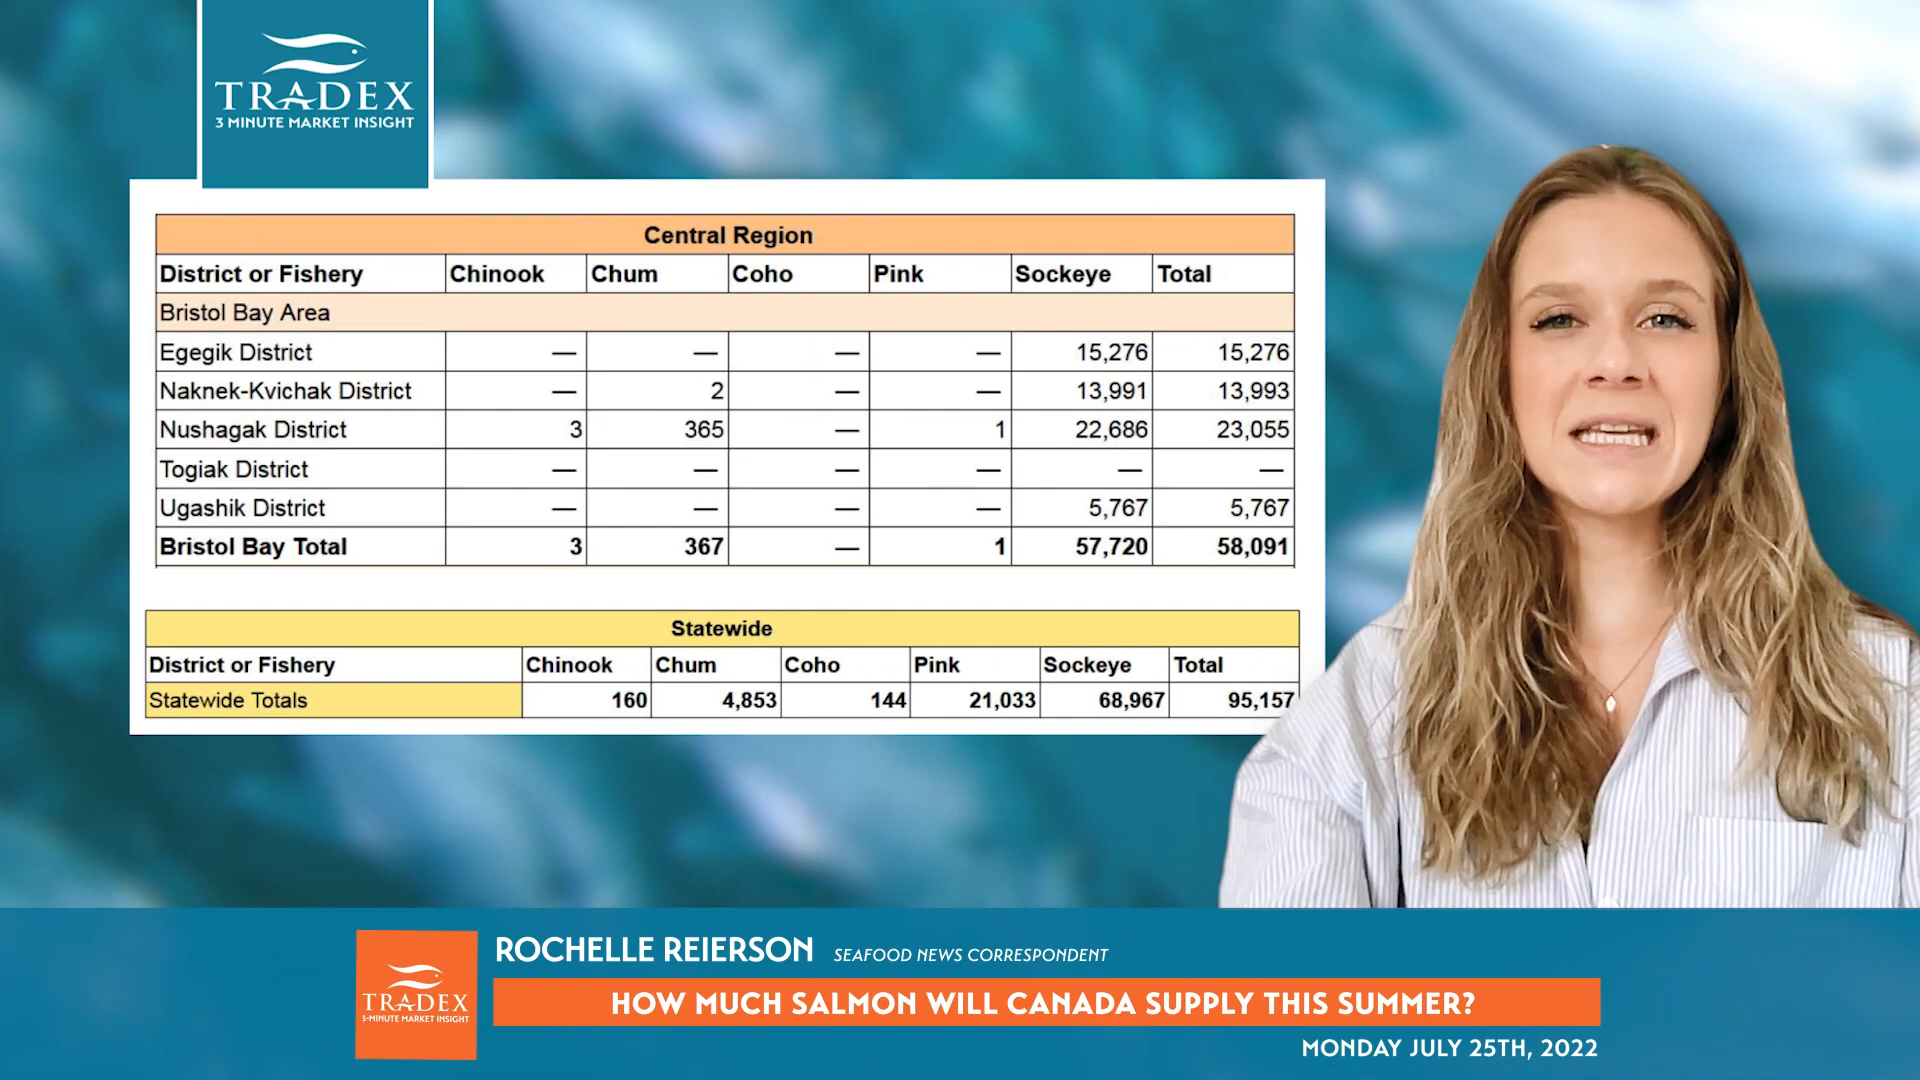 TRADEX
3 MINUTE MARKET INSIGHT
Central Region
District or Fishery Chinook Chum Coho Pink Sockeye Total
Bristol Bay Area
Egegik District — — — — 15,276 15,276
Naknek-Kvichak District — 2 — — 13,991 13,993
Nushagak District 3 365 — 1 22,686 23,055
Togiak District — — — — — —
Ugashik District — — — — 5,767 5,767
Bristol Bay Total 3 367 — 1 57,720 58,091
Statewide
District or Fishery Chinook Chum Coho Pink Sockeye Total
Statewide Totals 160 4,853 144 21,033 68,967 95,157
TRADEX
3-MINUTE MARKET INSIGHT
ROCHELLE REIERSON SEAFOOD NEWS CORRESPONDENT
HOW MUCH SALMON WILL CANADA SUPPLY THIS SUMMER?
MONDAY JULY 25TH, 2022